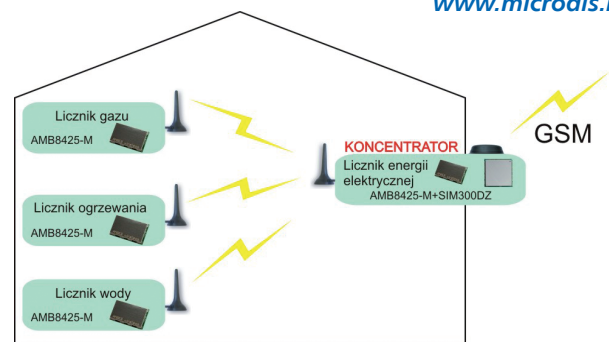 www.microdis.
Licznik gazu
AMB8425-M
Licznik ogrzewania
AMB8425-M
Licznik wody
AMB8425-M
KONCENTRATOR
Licznik energii
elektrycznej
AMB8425-M+SIM300DZ
GSM